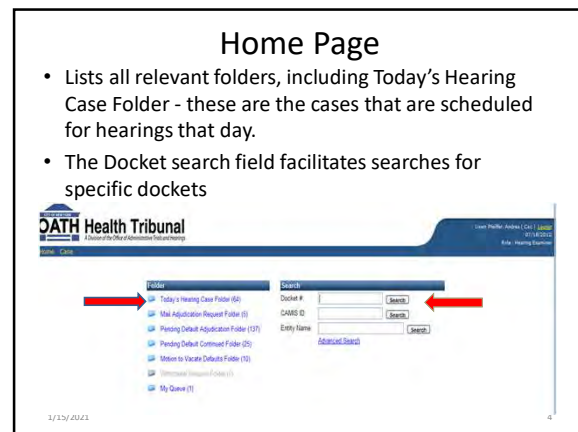 Home Page
• Lists all relevant folders, including Today's Hearing
Case Folder - these are the cases that are scheduled
for hearings that day.
• The Docket search field facilitates searches for
specific dockets
OATH Health Tribunal
A Division of the Office of Administrative Trials and Hearings
Home Case
07/18/2012
Role : Hearing Examiner
Folder
Today's Hearing Case Folder (64)
Mail Adjudication Request Folder (5)
Pending Default Adjudication Folder (137)
Pending Default Continued Folder (25)
Motion to Vacate Defaults Folder (10)
My Queue (1)
Search
Docket #: Search
CAMIS ID: Search
Entity Name Search
Advanced Search
1/15/2021
4